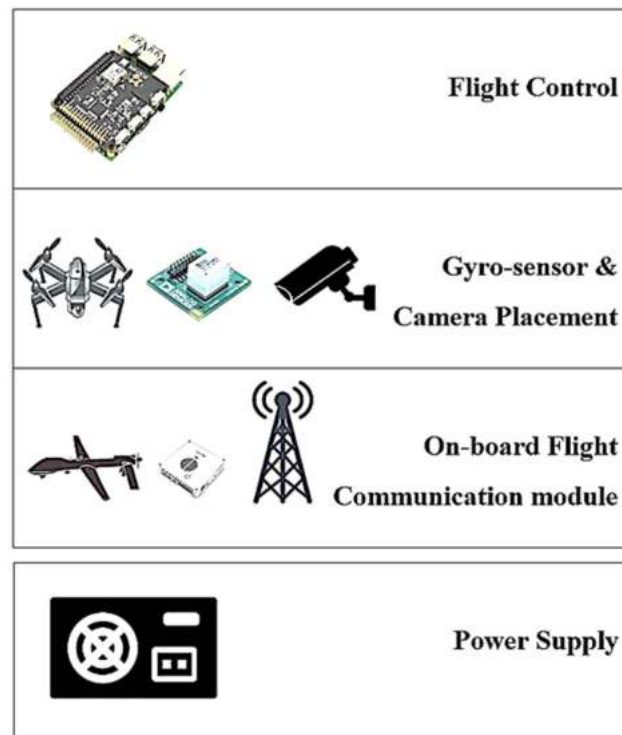 Flight Control
Gyro-sensor &
Camera Placement
On-board Flight
Communication module
Power Supply